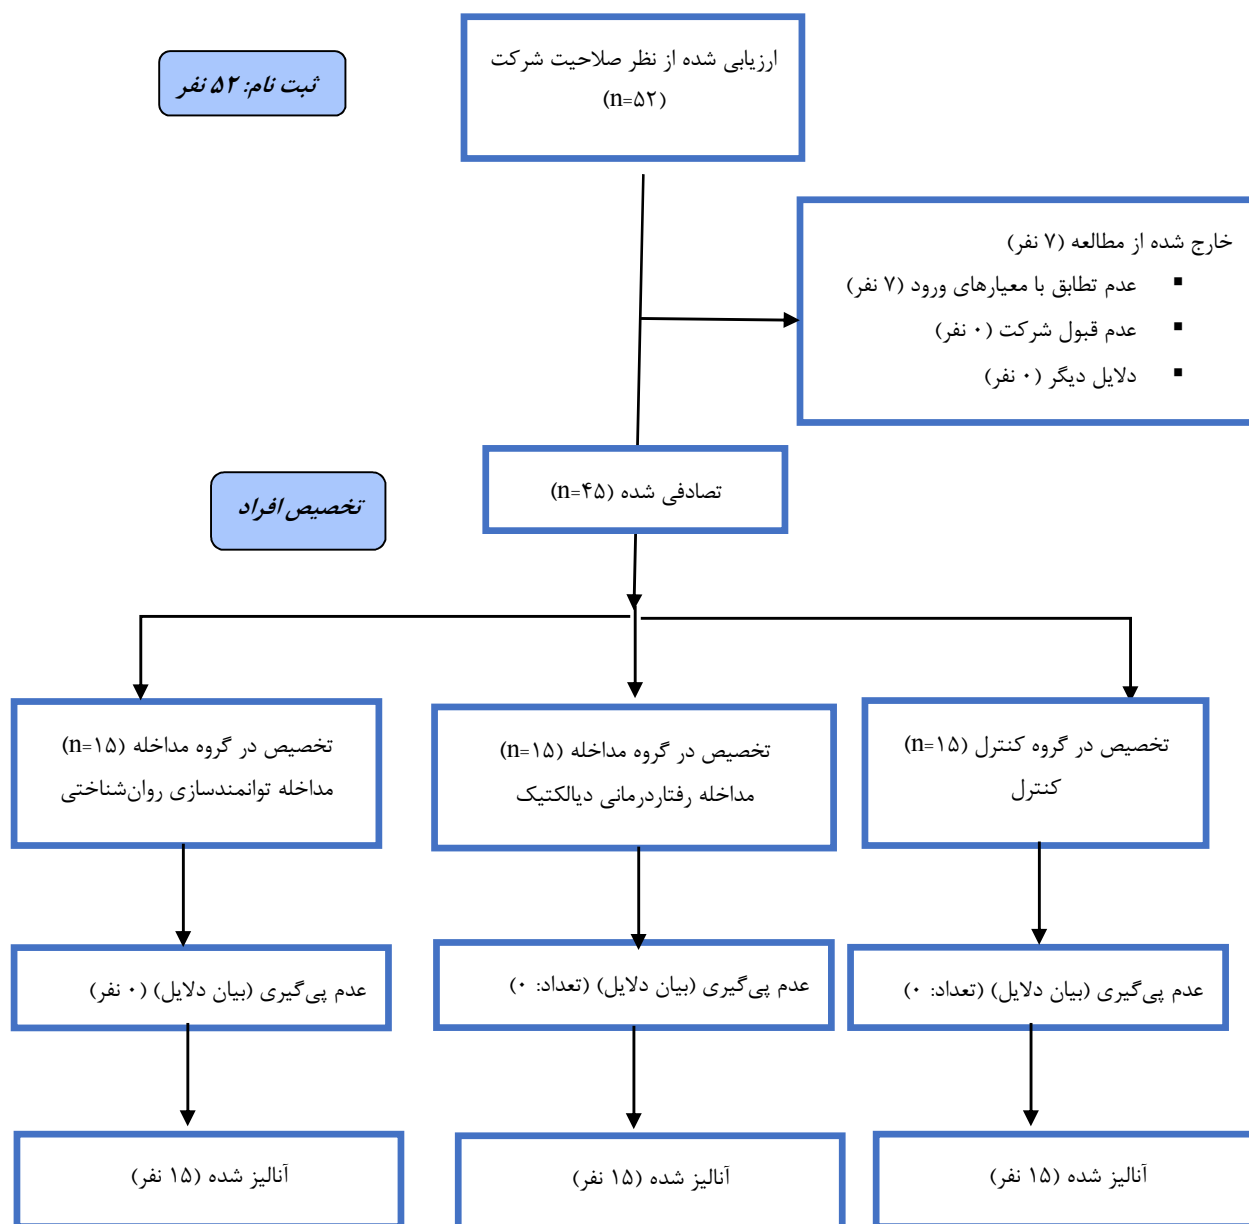 ارزیابی شده از نظر صلاحیت شرکت
(n=۵۲)
ثبت نام: ۵۲ نفر
خارج شده از مطالعه (۷ نفر)
▪ عدم تطابق با معیارهای ورود (۷ نفر)
▪ عدم قبول شرکت (۰ نفر)
▪ دلایل دیگر (۰ نفر)
تصادفی شده (n=۴۵)
تخصیص افراد
تخصیص در گروه کنترل (n=۱۵)
کنترل
تخصیص در گروه مداخله (n=۱۵)
مداخله رفتاردرمانی دیالکتیک
تخصیص در گروه مداخله (n=۱۵)
مداخله توانمندسازی روان‌شناختی
عدم پی‌گیری (بیان دلایل) (تعداد: ۰)
عدم پی‌گیری (بیان دلایل) (تعداد: ۰)
عدم پی‌گیری (بیان دلایل) (۰ نفر)
آنالیز شده (۱۵ نفر)
آنالیز شده (۱۵ نفر)
آنالیز شده (۱۵ نفر)